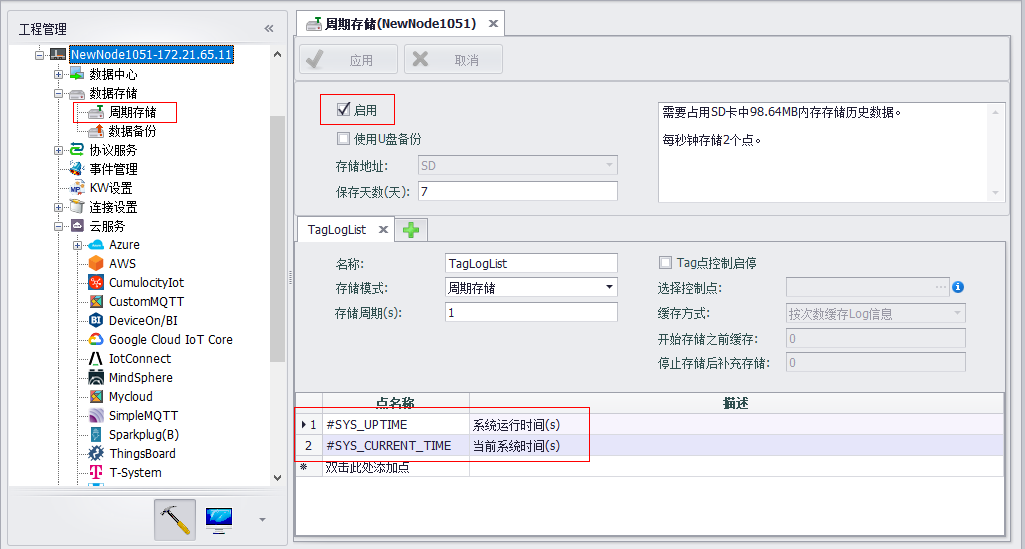 工程管理
NewNode1051-172.21.65.11
数据中心
数据存储
周期存储
数据备份
协议服务
事件管理
KW设置
连接设置
云服务
Azure
AWS
CumulocityIot
CustomMQTT
DeviceOn/BI
Google Cloud IoT Core
IotConnect
MindSphere
Mycloud
SimpleMQTT
Sparkplug(B)
ThingsBoard
T-System
周期存储(NewNode1051)
应用 取消
启用
使用U盘备份
存储地址: SD
保存天数(天): 7
需要占用SD卡中98.64MB内存存储历史数据。
每秒钟存储2个点。
TagLogList
名称: TagLogList
存储模式: 周期存储
存储周期(s): 1
Tag点控制启停
选择控制点:
缓存方式: 按次数缓存Log信息
开始存储之前缓存: 0
停止存储后补充存储: 0
点名称 描述
1 #SYS_UPTIME 系统运行时间(s)
2 #SYS_CURRENT_TIME 当前系统时间(s)
* 双击此处添加点